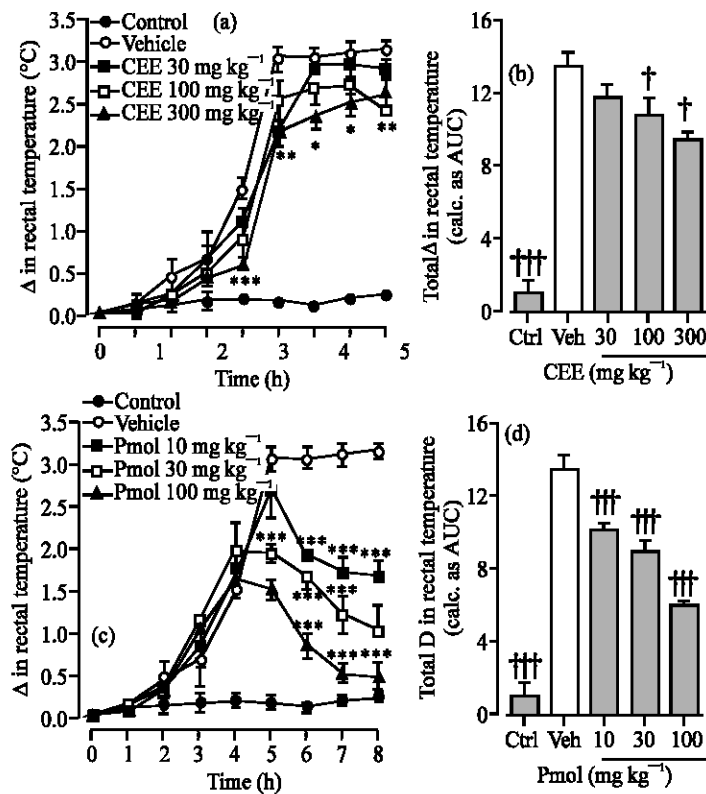 Control
Vehicle
CEE 30 mg kg⁻¹
CEE 100 mg kg⁻¹
CEE 300 mg kg⁻¹
(a)
Δ in rectal temperature (°C)
3.5
3.0
2.5
2.0
1.5
1.0
0.5
0.0
**
*
*
**
***
0 1 1 2 2 3 3 4 5
Time (h)
(b)
Total Δ in rectal temperature
(calc. as AUC)
16
12
8
4
0
†††
†
†
Ctrl Veh 30 100 300
CEE (mg kg⁻¹)
Control
Vehicle
Pmol 10 mg kg⁻¹
Pmol 30 mg kg⁻¹
Pmol 100 mg kg⁻¹
(c)
Δ in rectal temperature (°C)
3.5
3.0
2.5
2.0
1.5
1.0
0.5
0.0
*** *** *** ***
***
***
***
*** ***
0 1 2 3 4 5 6 7 8
Time (h)
(d)
Total D in rectal temperature
(calc. as AUC)
16
12
8
4
0
†††
†††
†††
†††
Ctrl Veh 10 30 100
Pmol (mg kg⁻¹)